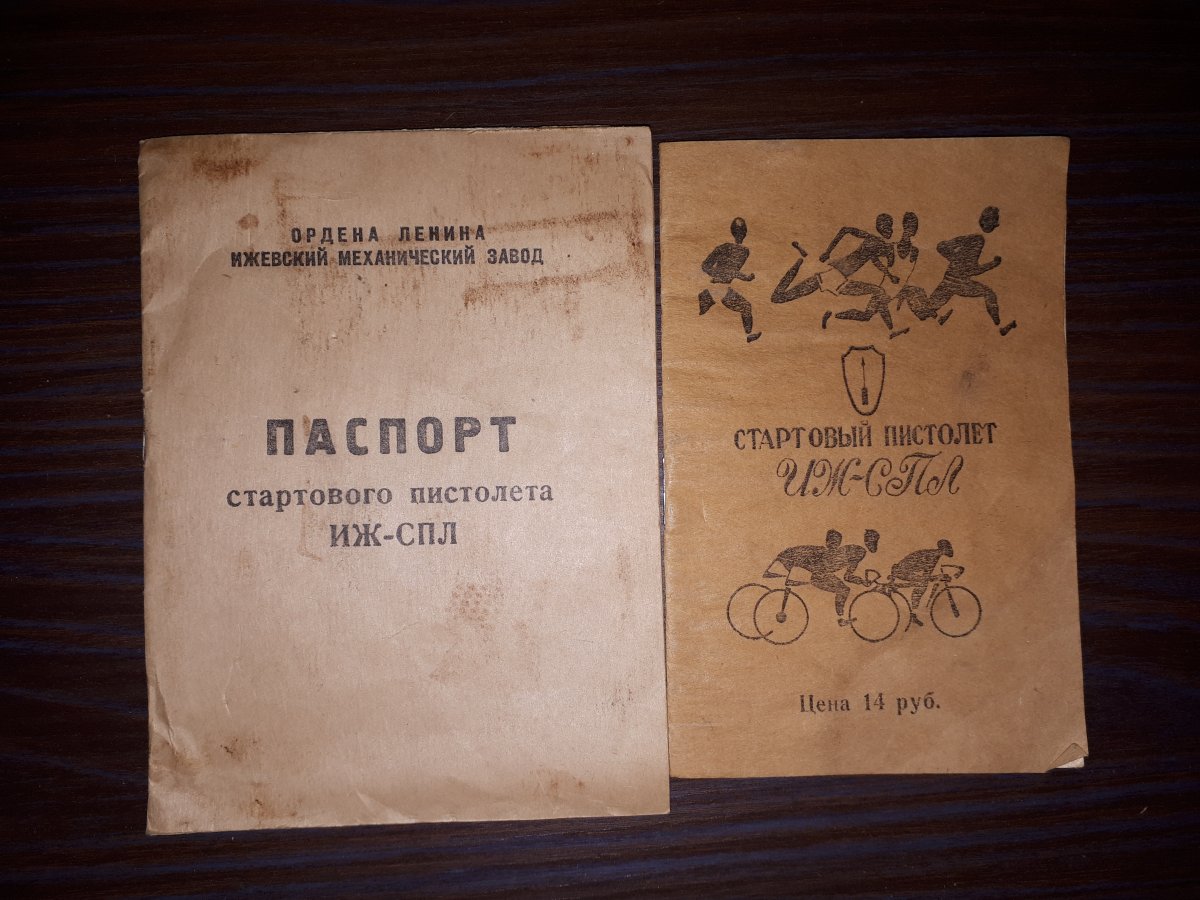 ОРДЕНА ЛЕНИНА
ИЖЕВСКИЙ МЕХАНИЧЕСКИЙ ЗАВОД
ПАСПОРТ
стартового пистолета
ИЖ-СПЛ
СТАРТОВЫЙ ПИСТОЛЕТ
ИЖ-СПЛ
Цена 14 руб.